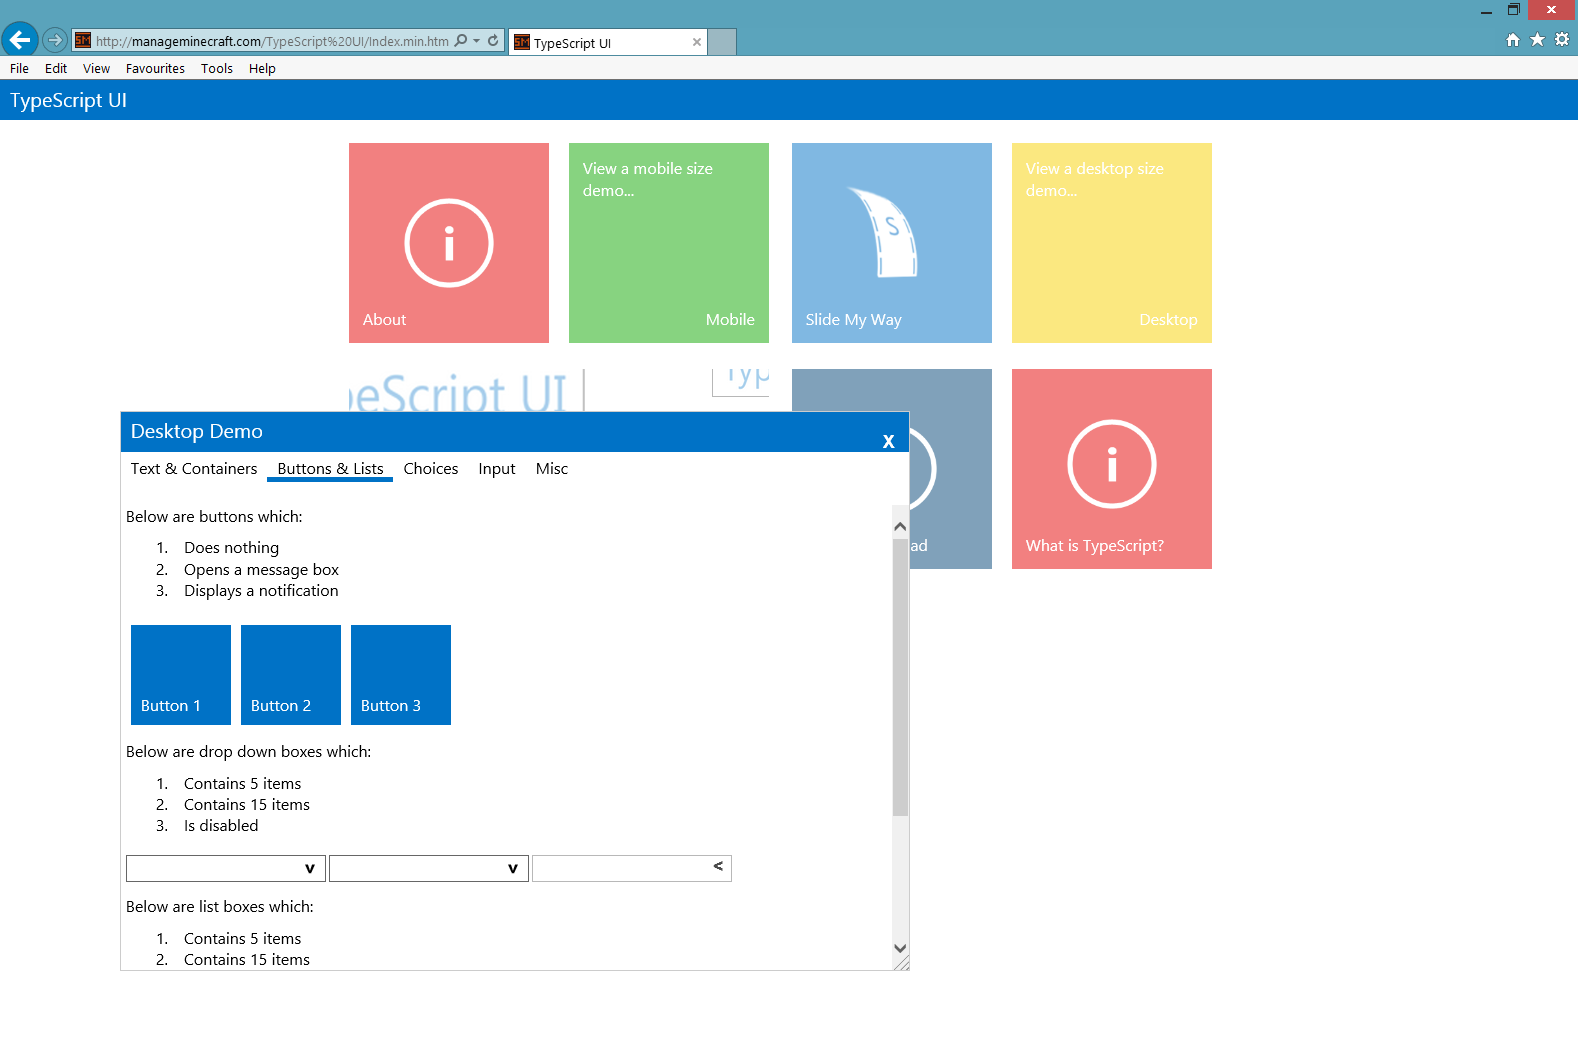 http://manageminecraft.com/TypeScript%20UI/Index.min.htm
SM TypeScript UI
File Edit View Favourites Tools Help
TypeScript UI
About
View a mobile size
demo...
Mobile
S
Slide My Way
View a desktop size
demo...
Desktop
peScript UI
Typ
ad
What is TypeScript?
Desktop Demo
X
Text & Containers Buttons & Lists Choices Input Misc
Below are buttons which:
1. Does nothing
2. Opens a message box
3. Displays a notification
Button 1 Button 2 Button 3
Below are drop down boxes which:
1. Contains 5 items
2. Contains 15 items
3. Is disabled
v v <
Below are list boxes which:
1. Contains 5 items
2. Contains 15 items